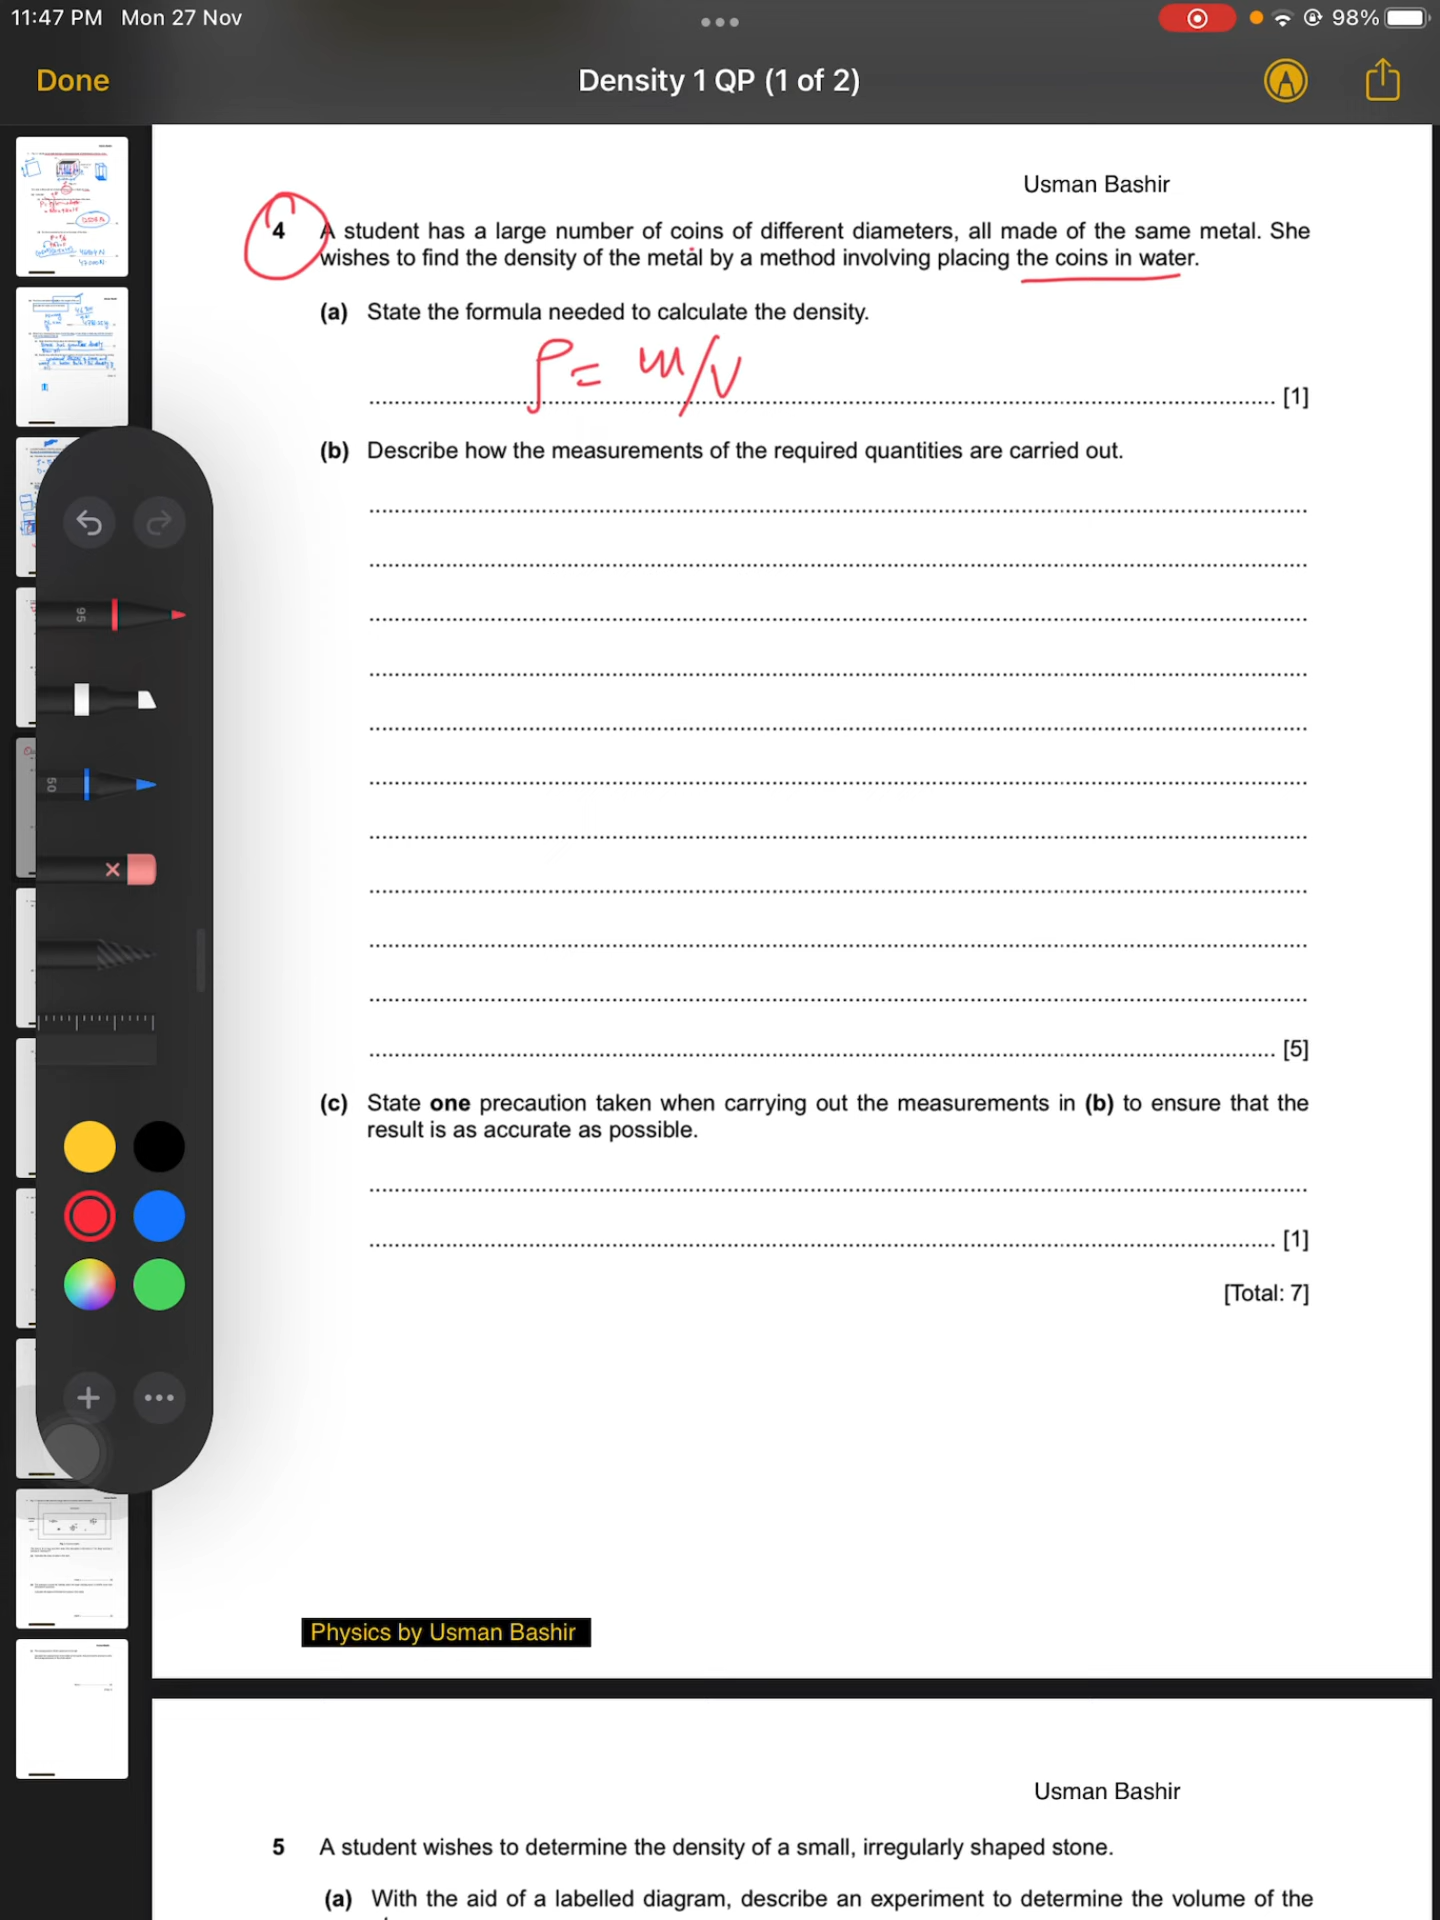 11:47 PM Mon 27 Nov
98%
Done
Density 1 QP (1 of 2)
Usman Bashir
4 A student has a large number of coins of different diameters, all made of the same metal. She
wishes to find the density of the metal by a method involving placing the coins in water.
(a) State the formula needed to calculate the density.
ρ = m/V
[1]
(b) Describe how the measurements of the required quantities are carried out.
[5]
(c) State one precaution taken when carrying out the measurements in (b) to ensure that the
result is as accurate as possible.
[1]
[Total: 7]
Physics by Usman Bashir
Usman Bashir
5 A student wishes to determine the density of a small, irregularly shaped stone.
(a) With the aid of a labelled diagram, describe an experiment to determine the volume of the
95
50